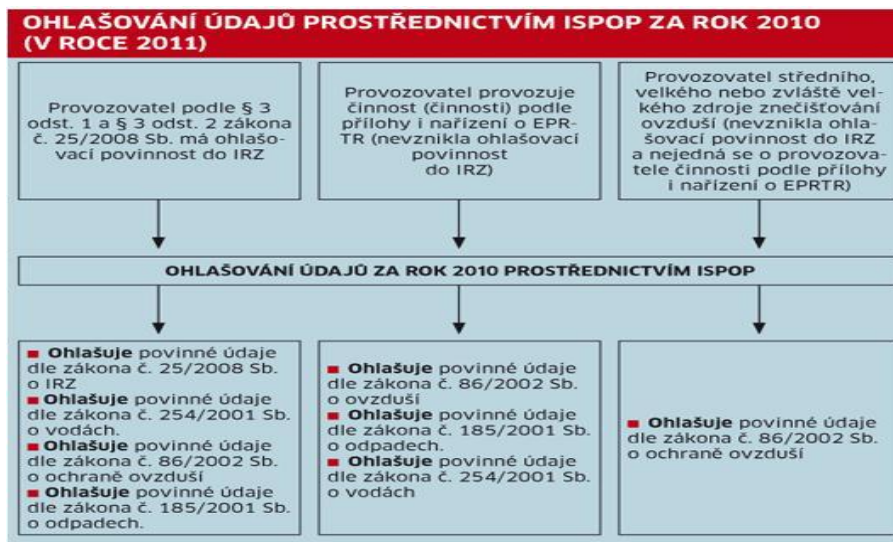 OHLAŠOVÁNÍ ÚDAJŮ PROSTŘEDNICTVÍM ISPOP ZA ROK 2010
(V ROCE 2011)
Provozovatel podle § 3
odst. 1 a § 3 odst. 2 zákona
č. 25/2008 Sb. má ohlašo-
vací povinnost do IRZ
Provozovatel provozuje
činnost (činnosti) podle
přílohy i nařízení o EPR-
TR (nevznikla ohlašovací
povinnost
do IRZ)
Provozovatel středního,
velkého nebo zvláště vel-
kého zdroje znečišťování
ovzduší (nevznikla ohla-
šovací povinnost do IRZ
a nejedná se o provozova-
tele činnosti podle přílohy
i nařízení o EPRTR)
OHLAŠOVÁNÍ ÚDAJŮ ZA ROK 2010 PROSTŘEDNICTVÍM ISPOP
■ Ohlašuje povinné údaje
dle zákona č. 25/2008 Sb.
o IRZ
■ Ohlašuje povinné údaje
dle zákona č. 254/2001 Sb.
o vodách.
■ Ohlašuje povinné údaje
dle zákona č. 86/2002 Sb.
o ochraně ovzduší
■ Ohlašuje povinné údaje
dle zákona č. 185/2001 Sb.
o odpadech.
■ Ohlašuje povinné údaje
dle zákona č. 86/2002 Sb.
o ovzduší
■ Ohlašuje povinné údaje
dle zákona č. 185/2001 Sb.
o odpadech.
■ Ohlašuje povinné údaje
dle zákona č. 254/2001 Sb.
o vodách
■ Ohlašuje povinné údaje
dle zákona č. 86/2002 Sb.
o ochraně ovzduší